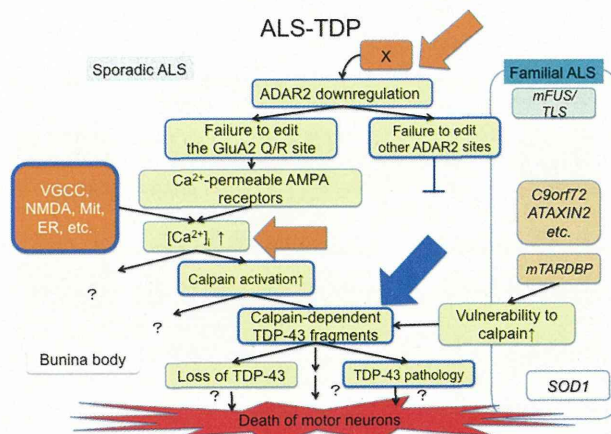 ALS-TDP
Sporadic ALS
X
Familial ALS
mFUS/
TLS
ADAR2 downregulation
Failure to edit
the GluA2 Q/R site
Failure to edit
other ADAR2 sites
Ca²⁺-permeable AMPA
receptors
VGCC,
NMDA, Mit,
ER, etc.
C9orf72
ATAXIN2
etc.
[Ca²⁺]i ↑
mTARDBP
Calpain activation↑
?
?
Calpain-dependent
TDP-43 fragments
Vulnerability to
calpain↑
Bunina body
Loss of TDP-43
TDP-43 pathology
SOD1
?
?
?
Death of motor neurons